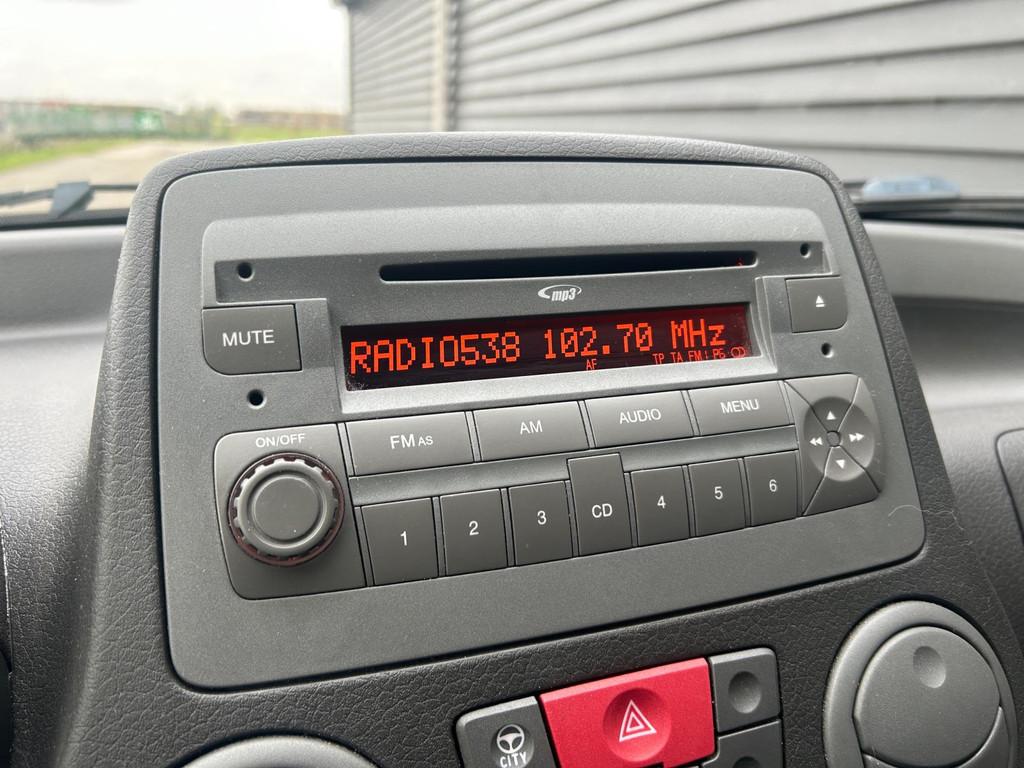 mp3
MUTE
RADIO538 102.70 MHz
AF TP TA FM1 PS
ON/OFF
FM AS AM AUDIO MENU
1 2 3 CD 4 5 6
CITY